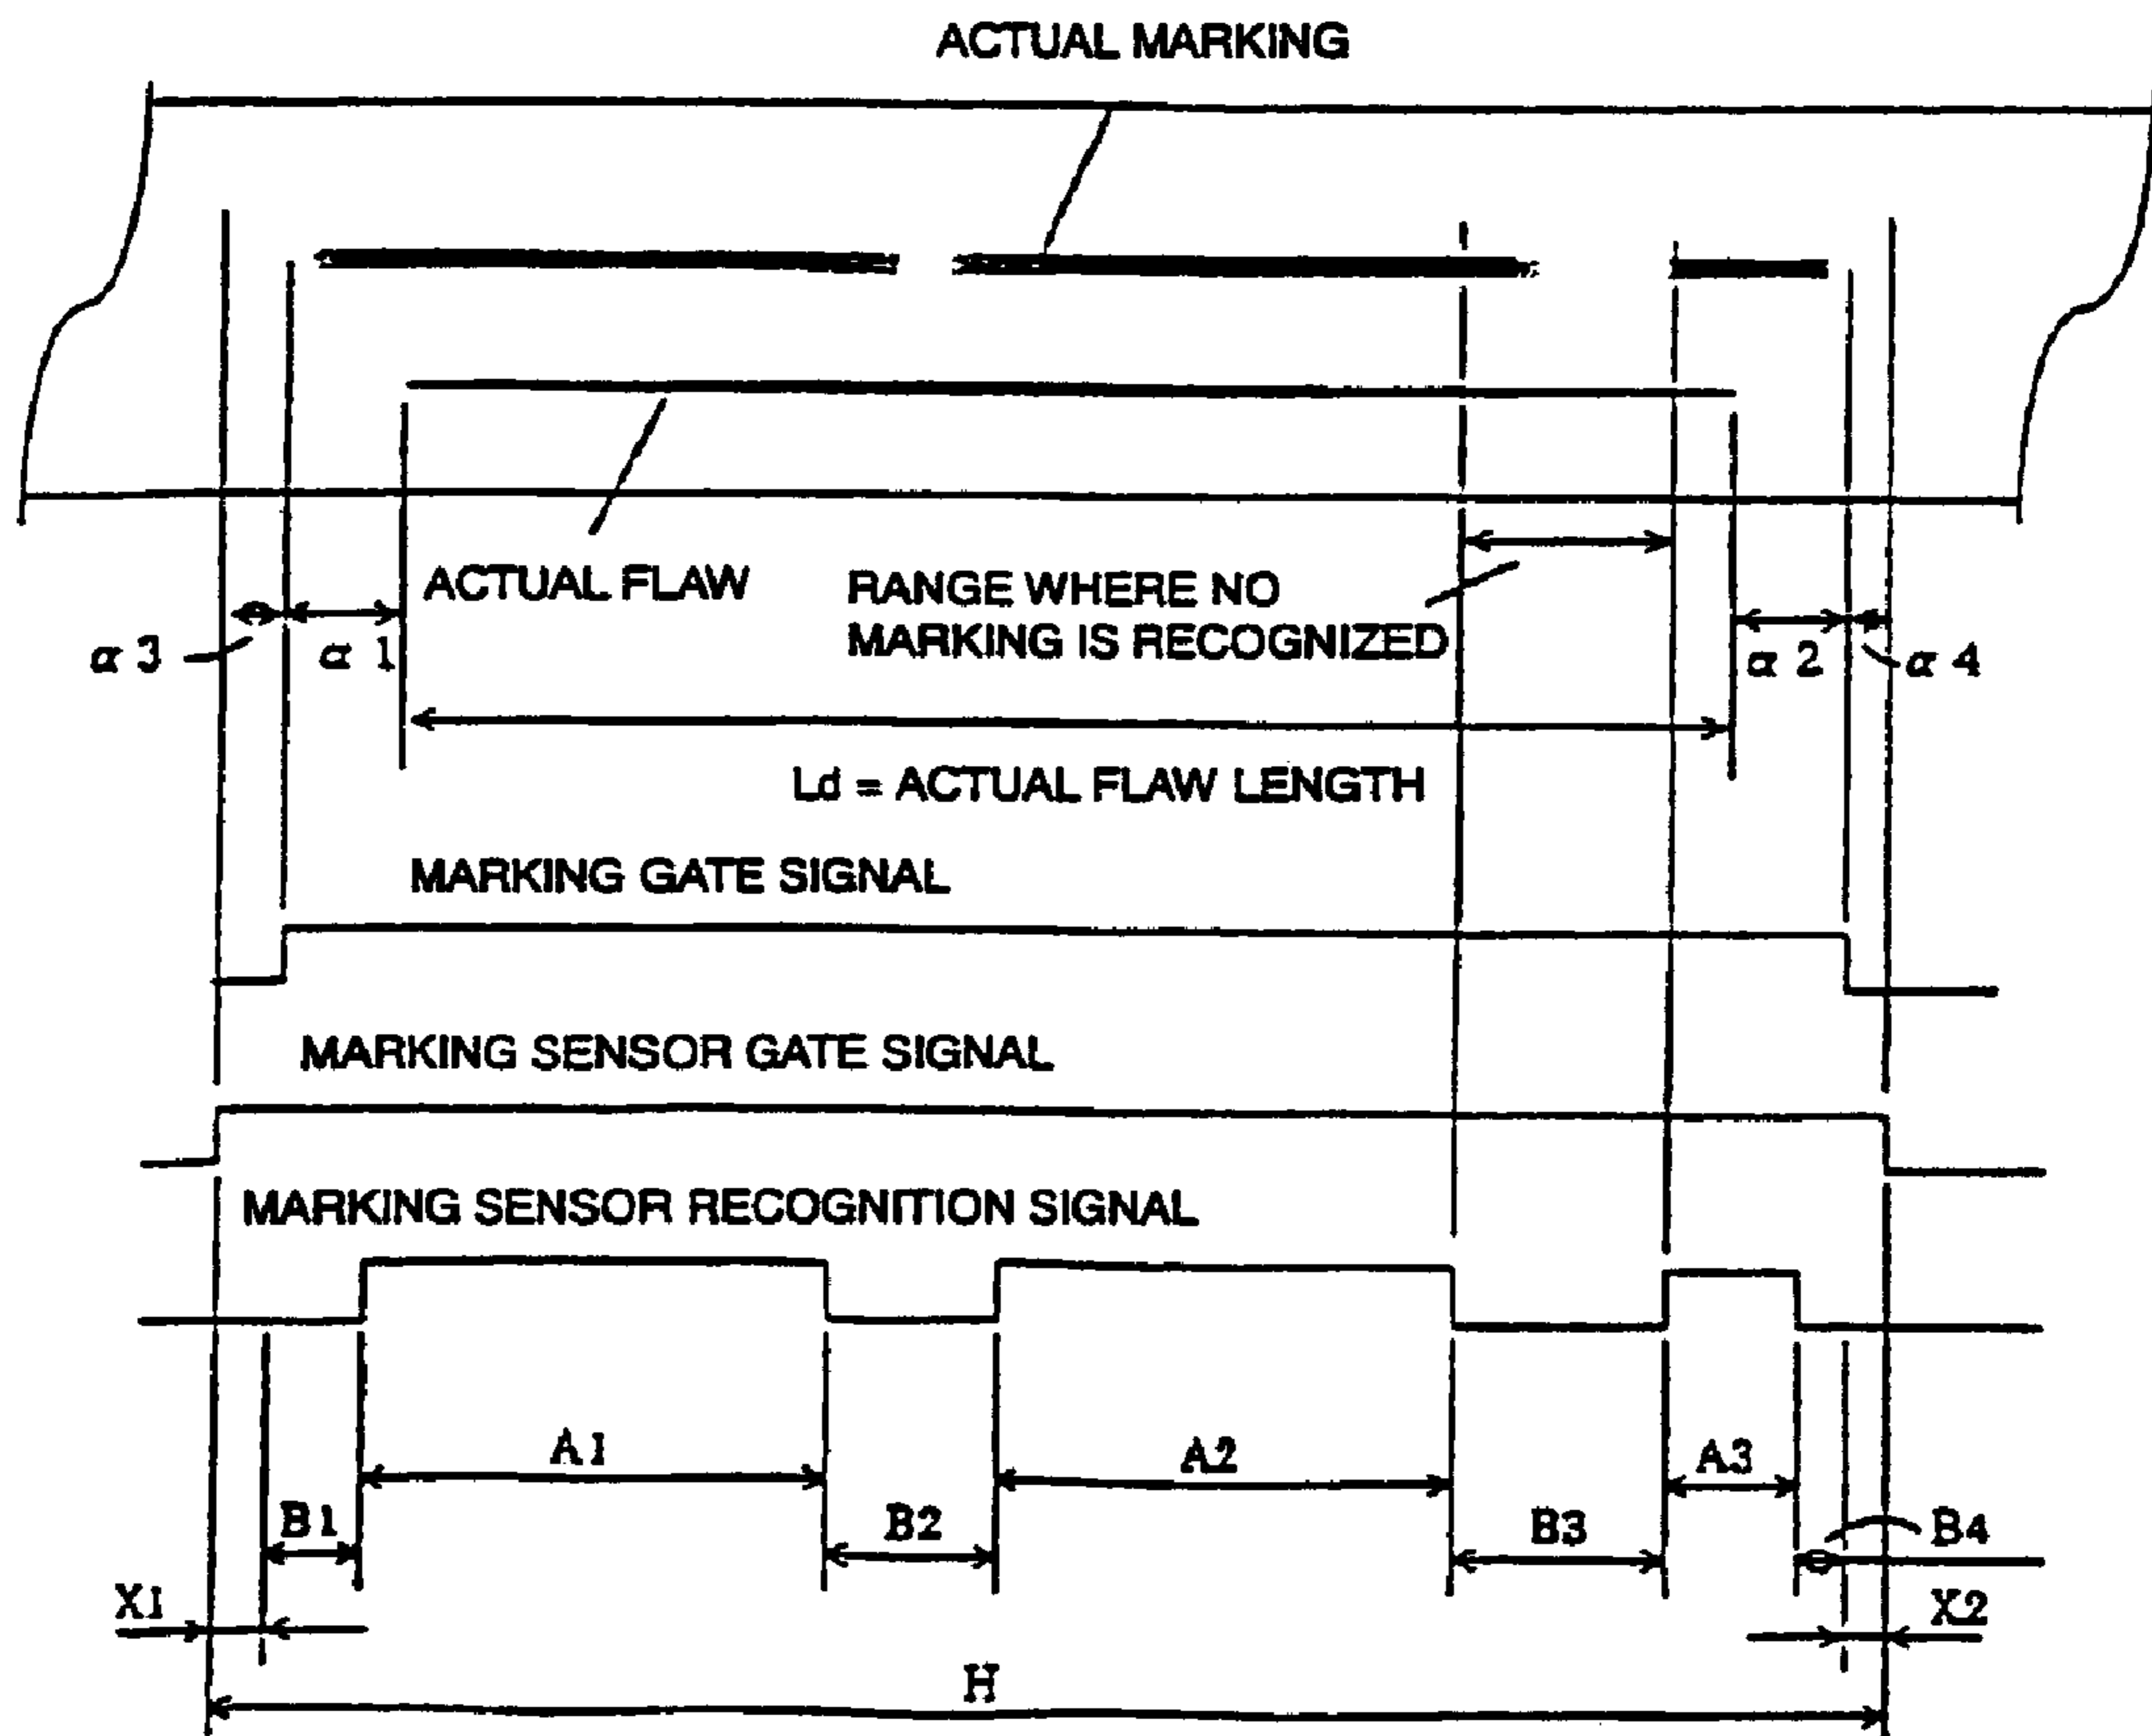 ACTUAL MARKING
ACTUAL FLAW
RANGE WHERE NO
MARKING IS RECOGNIZED
α 3
α 1
α 2
α 4
Ld = ACTUAL FLAW LENGTH
MARKING GATE SIGNAL
MARKING SENSOR GATE SIGNAL
MARKING SENSOR RECOGNITION SIGNAL
A1
A2
A3
B1
B2
B3
B4
X1
X2
H